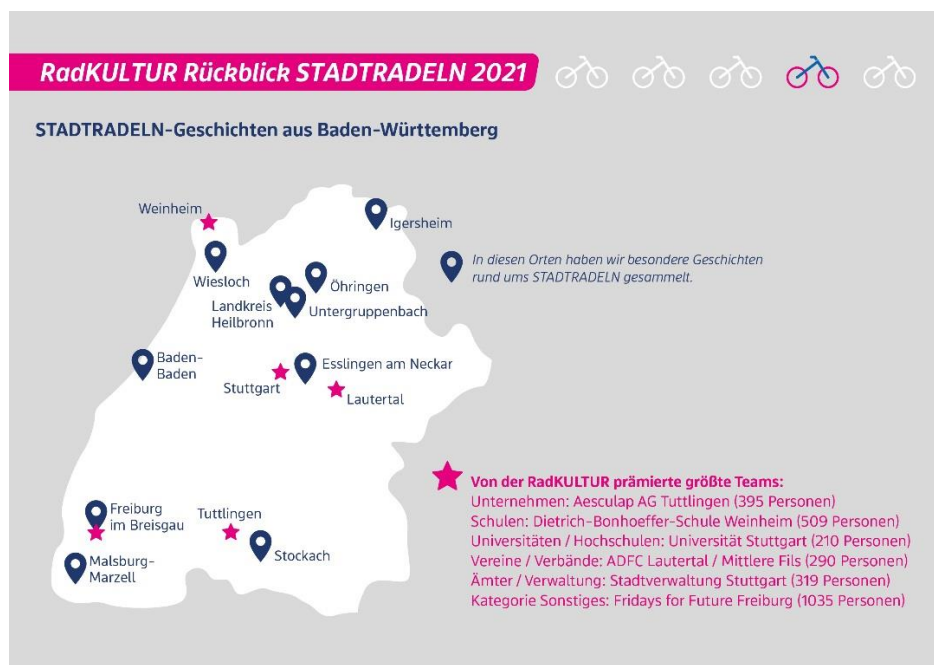 RadKULTUR Rückblick STADTRADELN 2021
STADTRADELN-Geschichten aus Baden-Württemberg
Weinheim
Igersheim
Wiesloch
Öhringen
Landkreis
Heilbronn
Untergruppenbach
In diesen Orten haben wir besondere Geschichten
rund ums STADTRADELN gesammelt.
Baden-
Baden
Esslingen am Neckar
Stuttgart
Lautertal
Freiburg
im Breisgau
Tuttlingen
Stockach
Malsburg-
Marzell
Von der RadKULTUR prämierte größte Teams:
Unternehmen: Aesculap AG Tuttlingen (395 Personen)
Schulen: Dietrich-Bonhoeffer-Schule Weinheim (509 Personen)
Universitäten / Hochschulen: Universität Stuttgart (210 Personen)
Vereine / Verbände: ADFC Lautertal / Mittlere Fils (290 Personen)
Ämter / Verwaltung: Stadtverwaltung Stuttgart (319 Personen)
Kategorie Sonstiges: Fridays for Future Freiburg (1035 Personen)